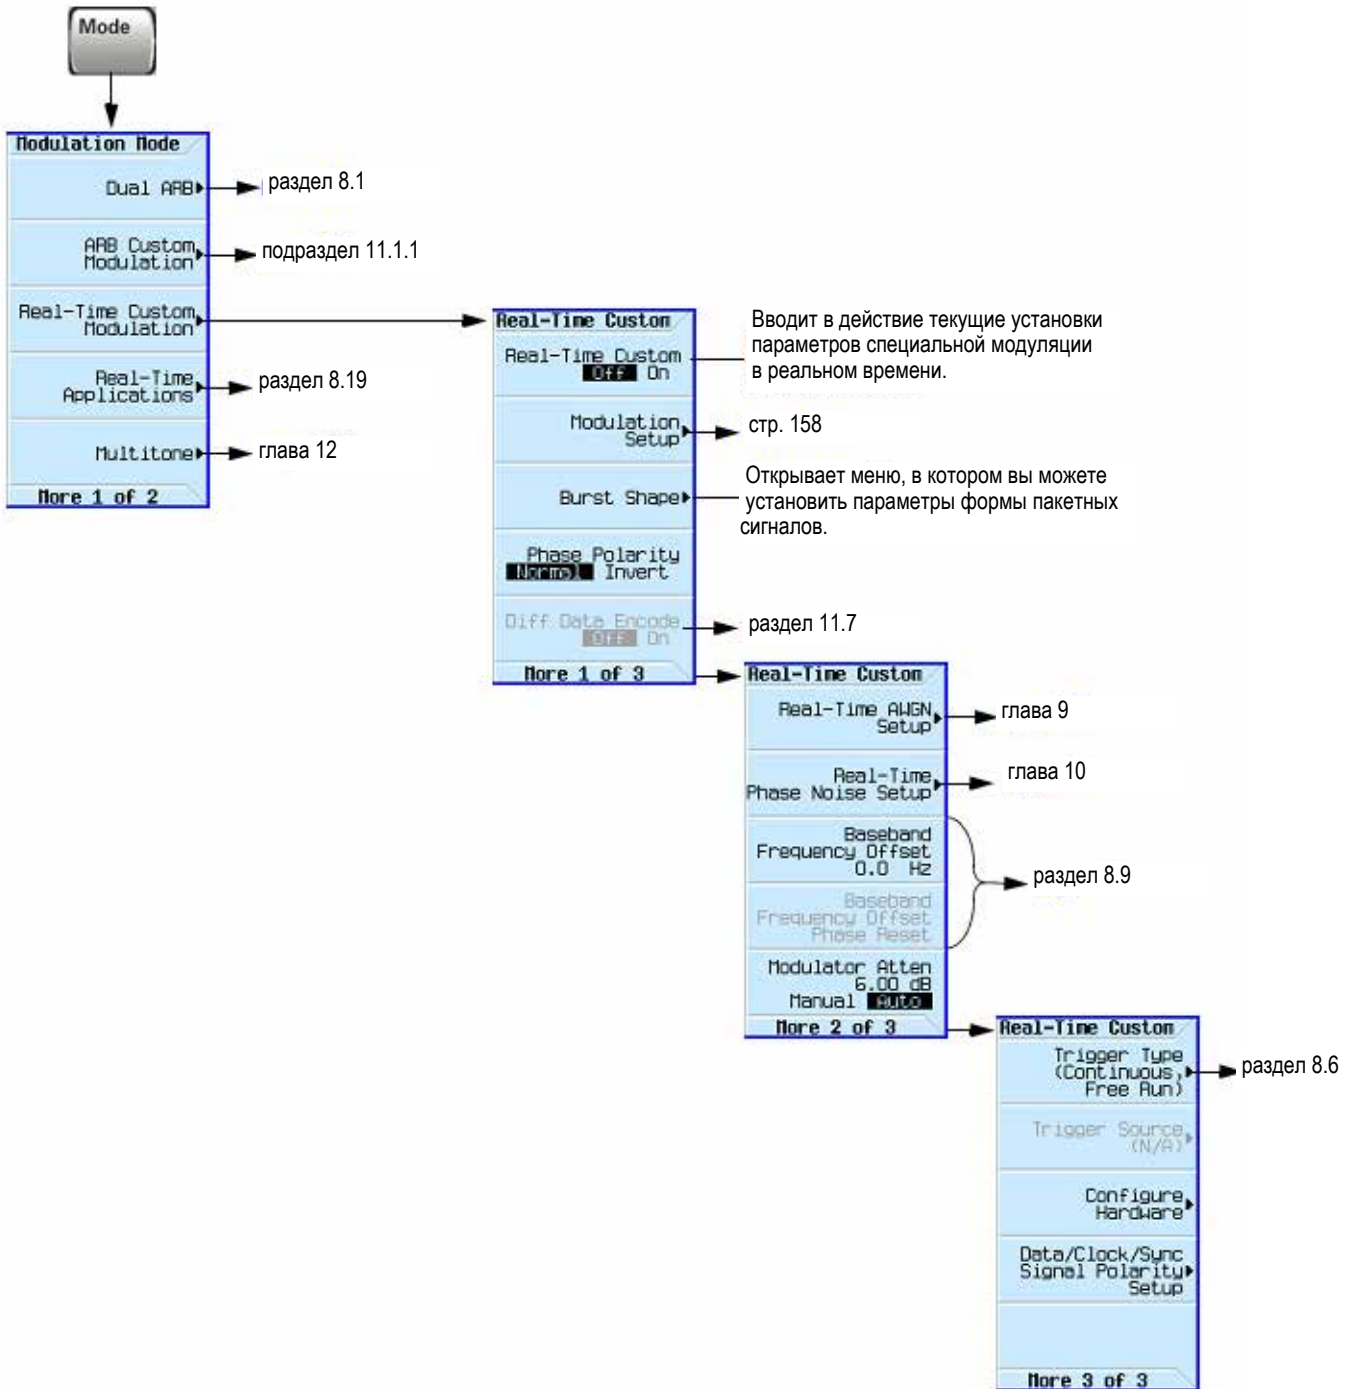 Mode
Modulation Mode
Dual ARB
раздел 8.1
ARB Custom
Modulation
подраздел 11.1.1
Real-Time Custom
Modulation
Real-Time
Applications
раздел 8.19
Multitone
глава 12
More 1 of 2
Real-Time Custom
Real-Time Custom
Off On
Вводит в действие текущие установки
параметров специальной модуляции
в реальном времени.
Modulation
Setup
стр. 158
Burst Shape
Открывает меню, в котором вы можете
установить параметры формы пакетных
сигналов.
Phase Polarity
Normal Invert
Diff Data Encode
Off On
раздел 11.7
More 1 of 3
Real-Time Custom
Real-Time AWGN
Setup
глава 9
Real-Time
Phase Noise Setup
глава 10
Baseband
Frequency Offset
0.0 Hz
Baseband
Frequency Offset
Phase Reset
раздел 8.9
Modulator Atten
6.00 dB
Manual Auto
More 2 of 3
Real-Time Custom
Trigger Type
(Continuous,
Free Run)
раздел 8.6
Trigger Source
(N/A)
Configure
Hardware
Data/Clock/Sync
Signal Polarity
Setup
More 3 of 3